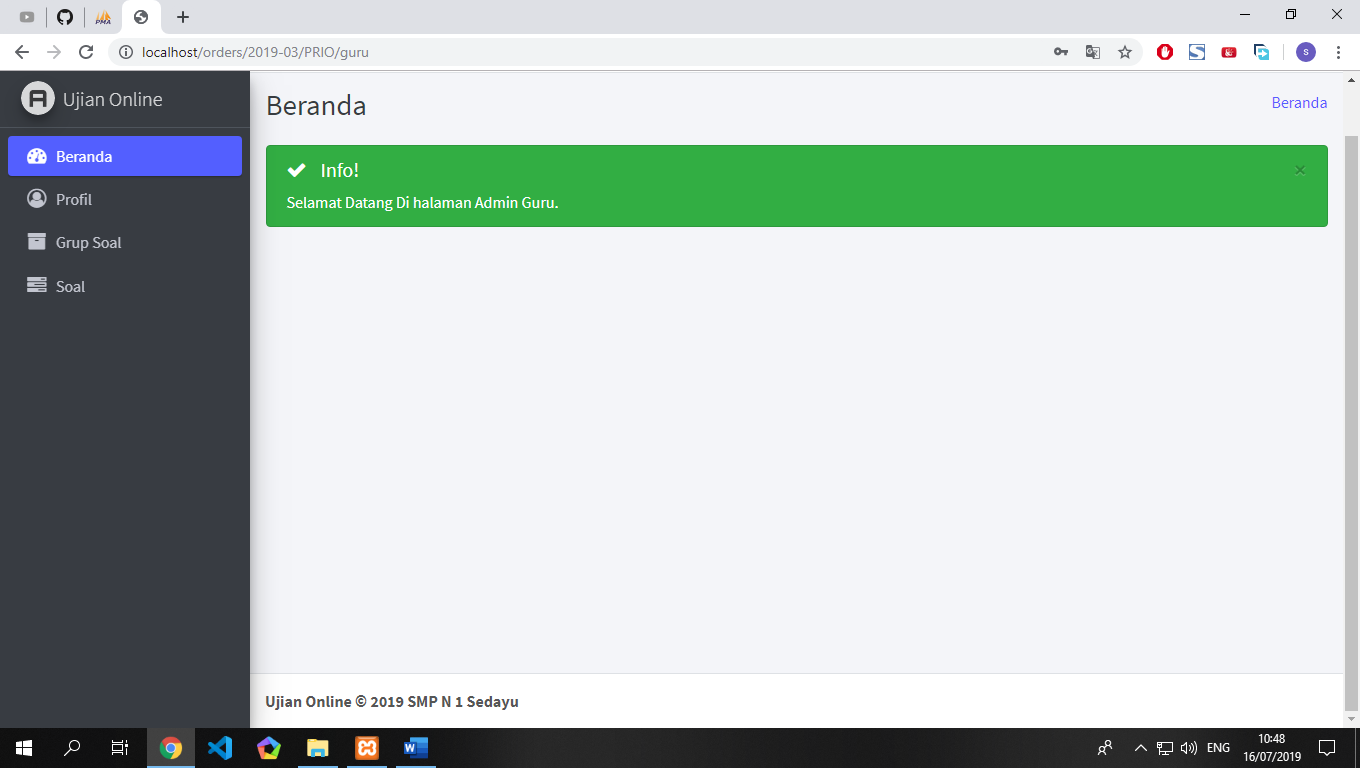 PMA
localhost/orders/2019-03/PRIO/guru
S
Ujian Online
Beranda
Profil
Grup Soal
Soal
Beranda
Beranda
Info!
×
Selamat Datang Di halaman Admin Guru.
Ujian Online © 2019 SMP N 1 Sedayu
ENG
10:48
16/07/2019